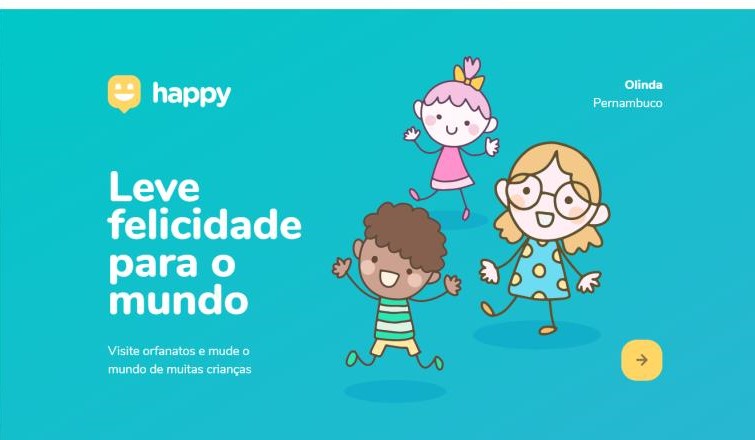 happy
Olinda
Pernambuco
Leve
felicidade
para o
mundo
Visite orfanatos e mude o
mundo de muitas crianças